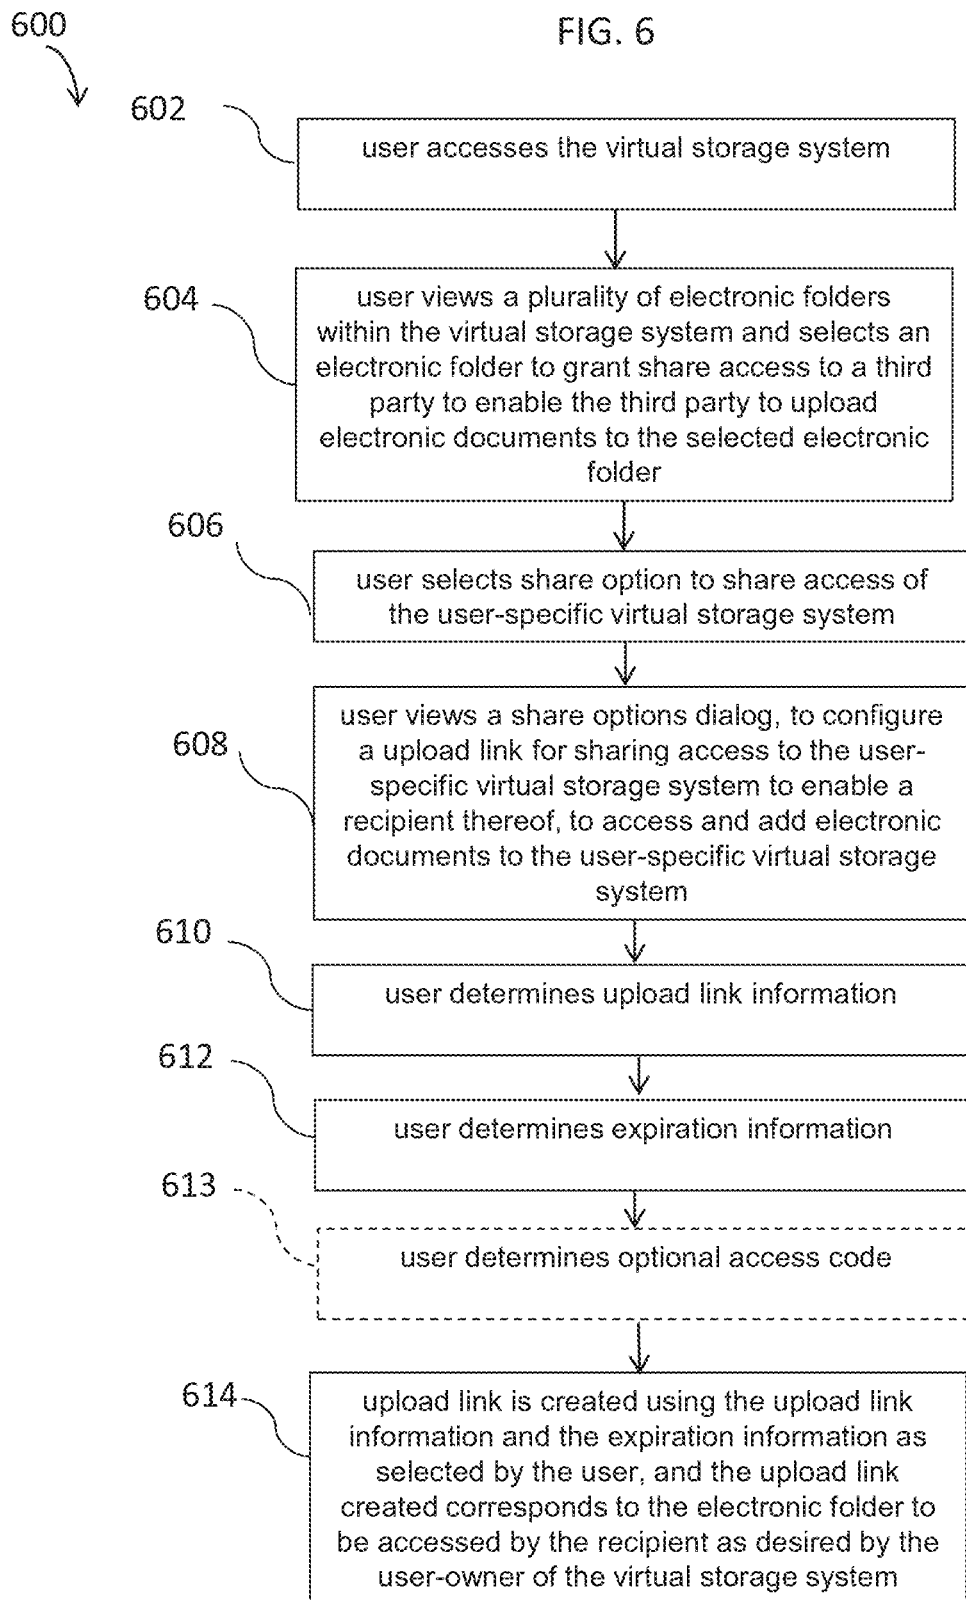 600
FIG. 6
602
user accesses the virtual storage system
604
user views a plurality of electronic folders
within the virtual storage system and selects an
electronic folder to grant share access to a third
party to enable the third party to upload
electronic documents to the selected electronic
folder
606
user selects share option to share access of
the user-specific virtual storage system
608
user views a share options dialog, to configure
a upload link for sharing access to the user-
specific virtual storage system to enable a
recipient thereof, to access and add electronic
documents to the user-specific virtual storage
system
610
user determines upload link information
612
user determines expiration information
613
user determines optional access code
614
upload link is created using the upload link
information and the expiration information as
selected by the user, and the upload link
created corresponds to the electronic folder to
be accessed by the recipient as desired by the
user-owner of the virtual storage system